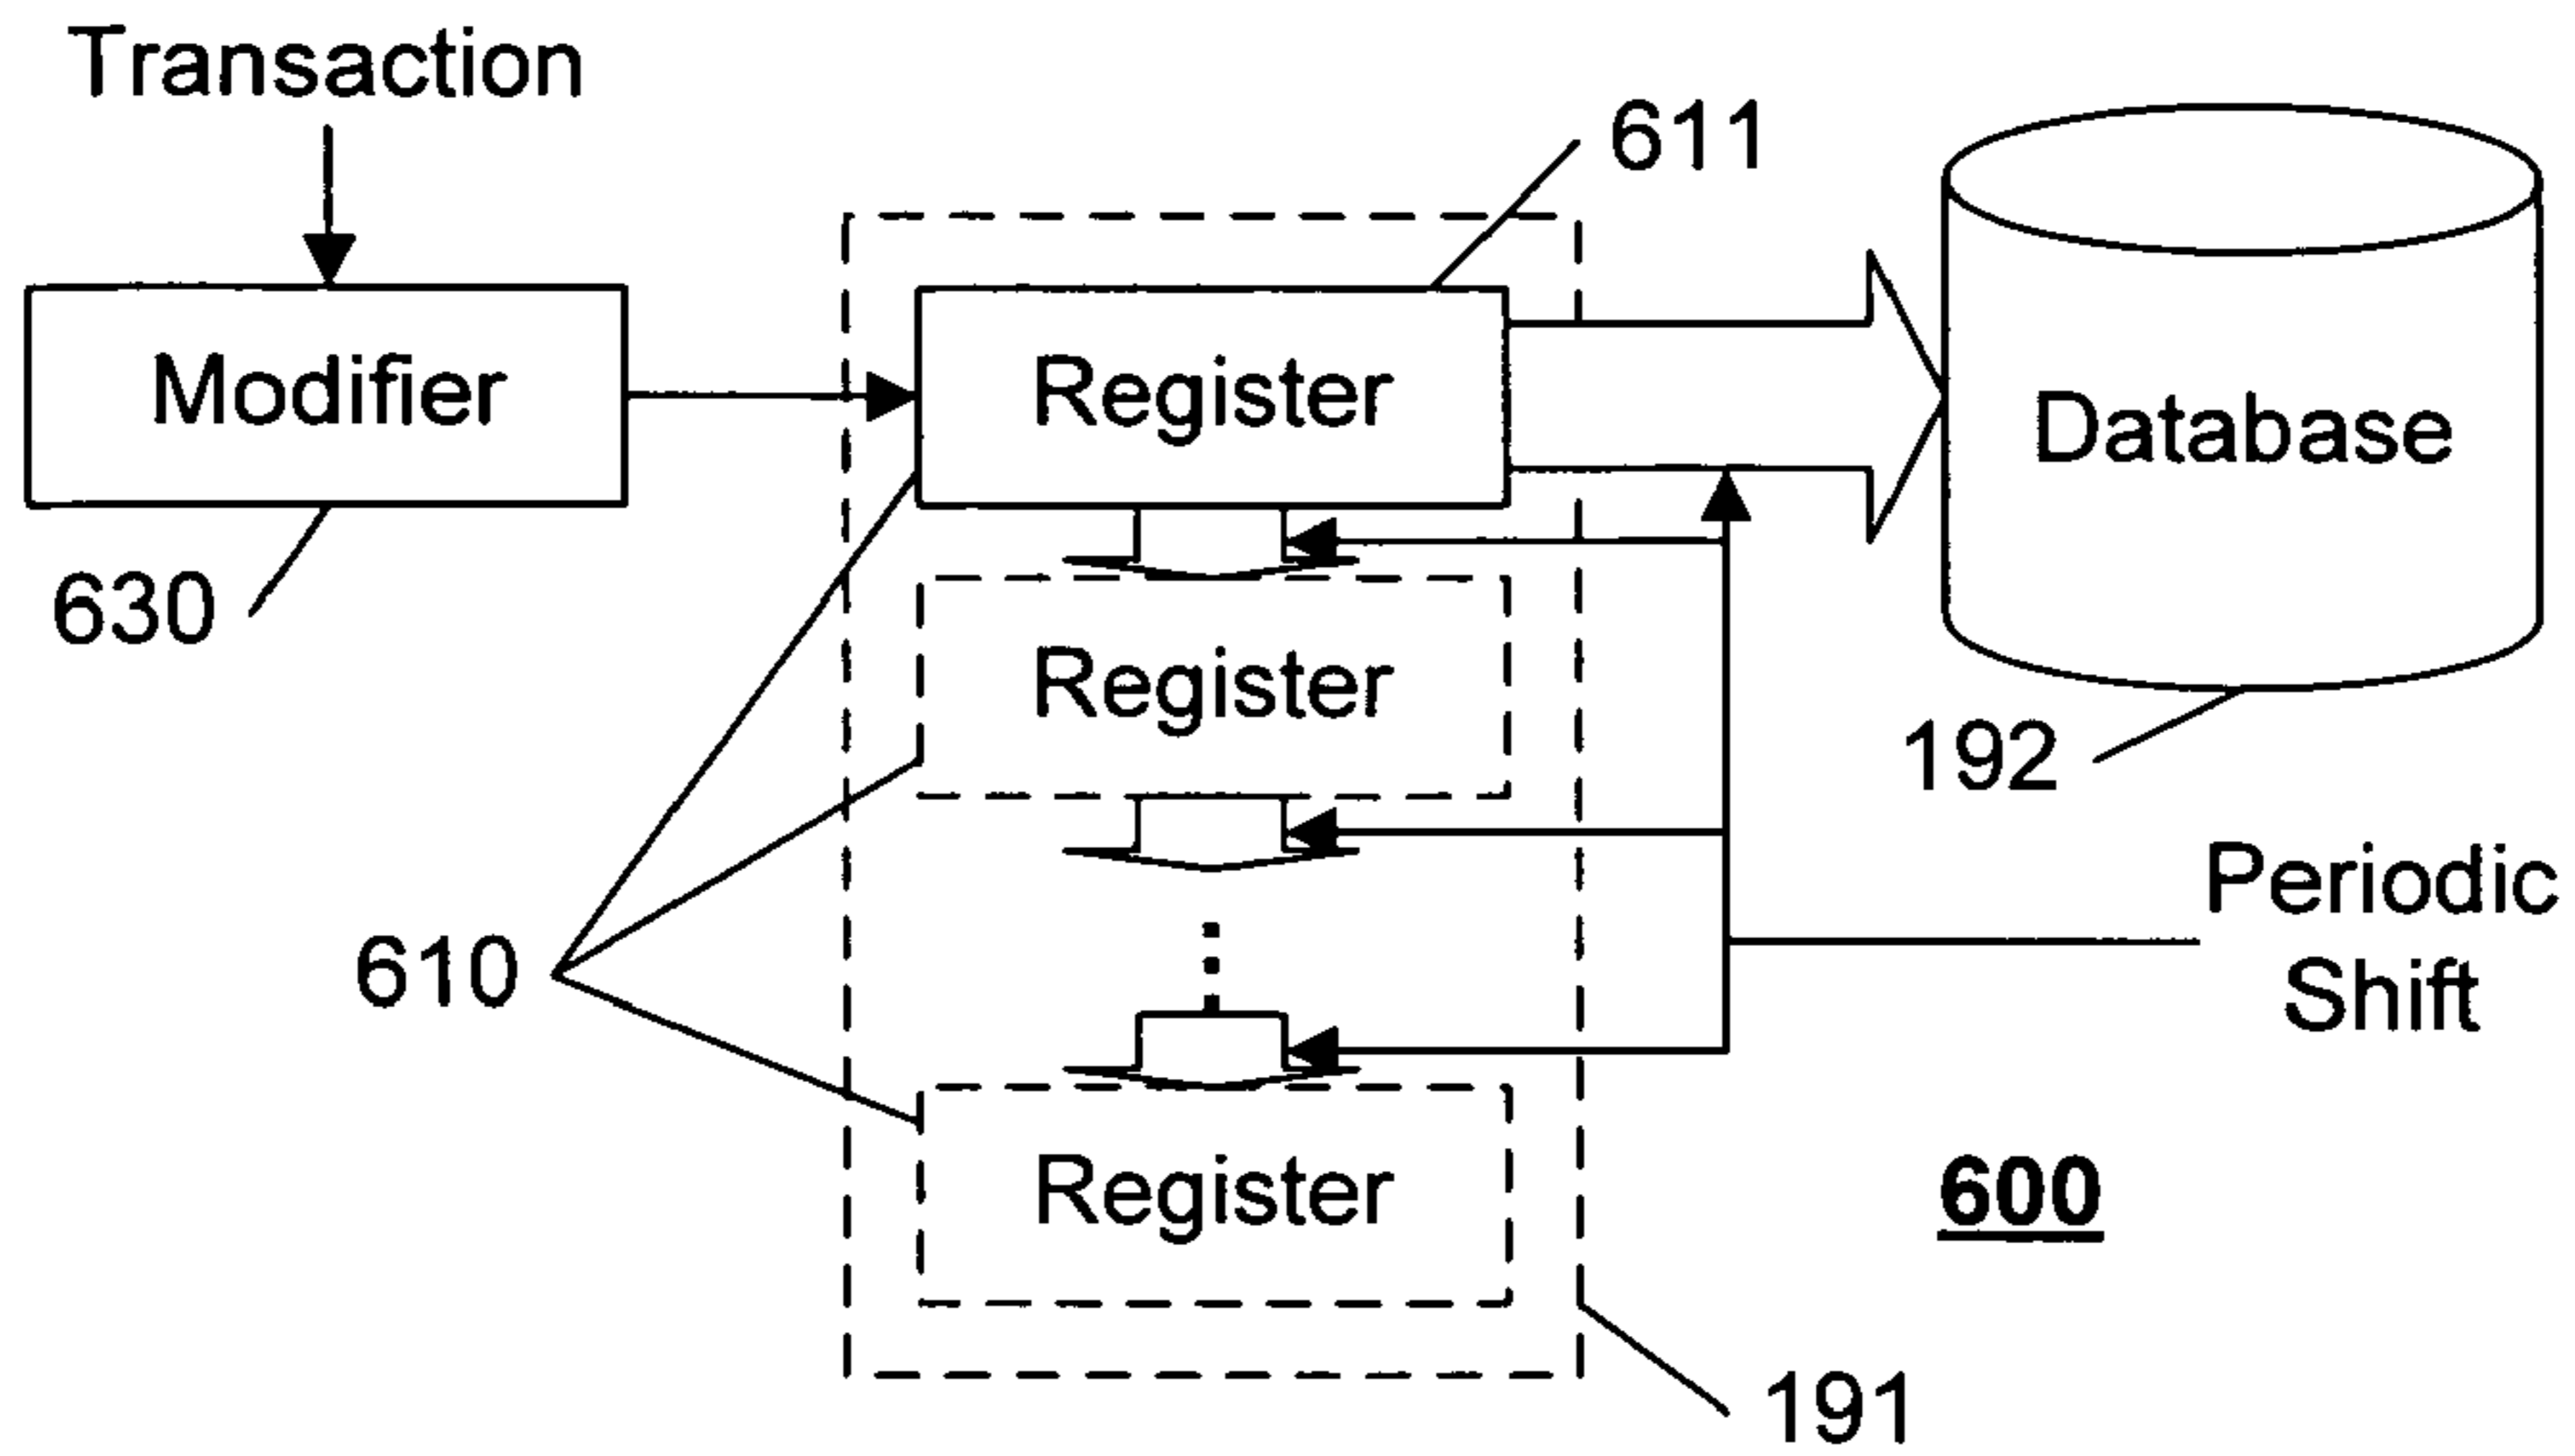 Transaction
611
Modifier
Register
Database
630
Register
192
Periodic
Shift
610
Register
600
191